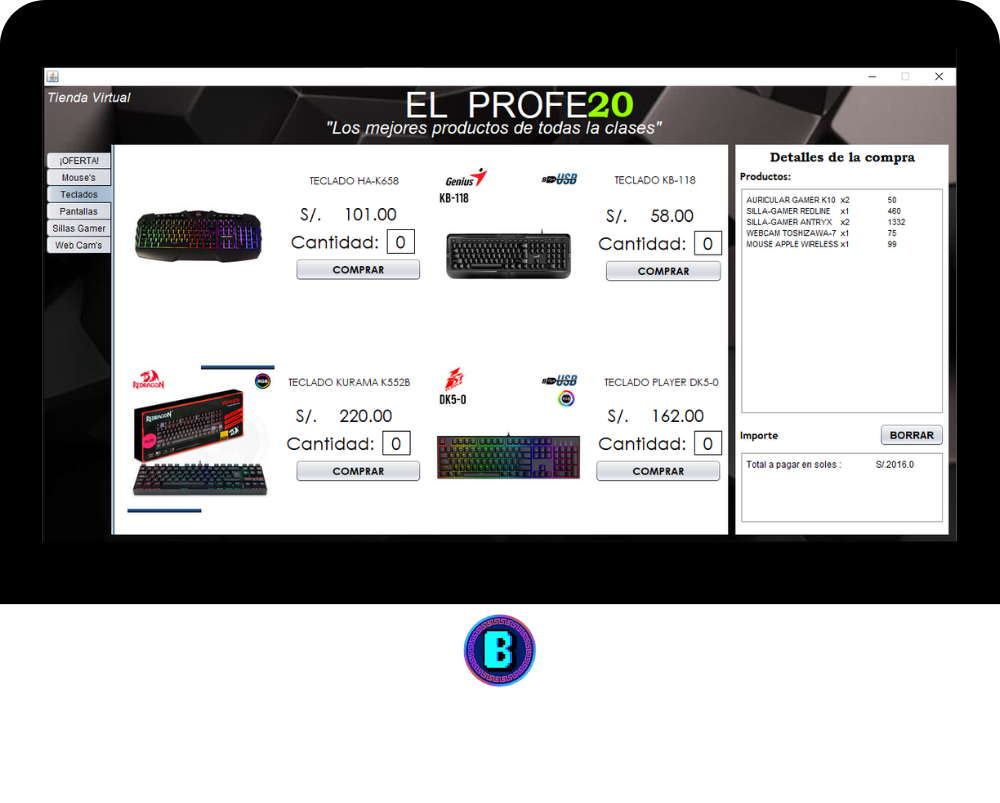 Tienda Virtual
EL PROFE20
"Los mejores productos de todas la clases"
¡OFERTA!
Mouse's
Teclados
Pantallas
Sillas Gamer
Web Cam's
TECLADO HA-K658
S/. 101.00
Cantidad: 0
COMPRAR
Genius
KB-118
USB
TECLADO KB-118
S/. 58.00
Cantidad: 0
COMPRAR
REDRAGON
RGB
REDRAGON
TECLADO KURAMA K552B
S/. 220.00
Cantidad: 0
COMPRAR
DK5-0
USB
TECLADO PLAYER DK5-0
S/. 162.00
Cantidad: 0
COMPRAR
Detalles de la compra
Productos:
AURICULAR GAMER K10 x2 50
SILLA-GAMER REDLINE x1 460
SILLA-GAMER ANTRYX x2 1332
WEBCAM TOSHIZAWA-7 x1 75
MOUSE APPLE WIRELESS x1 99
Importe
BORRAR
Total a pagar en soles : S/.2016.0
B